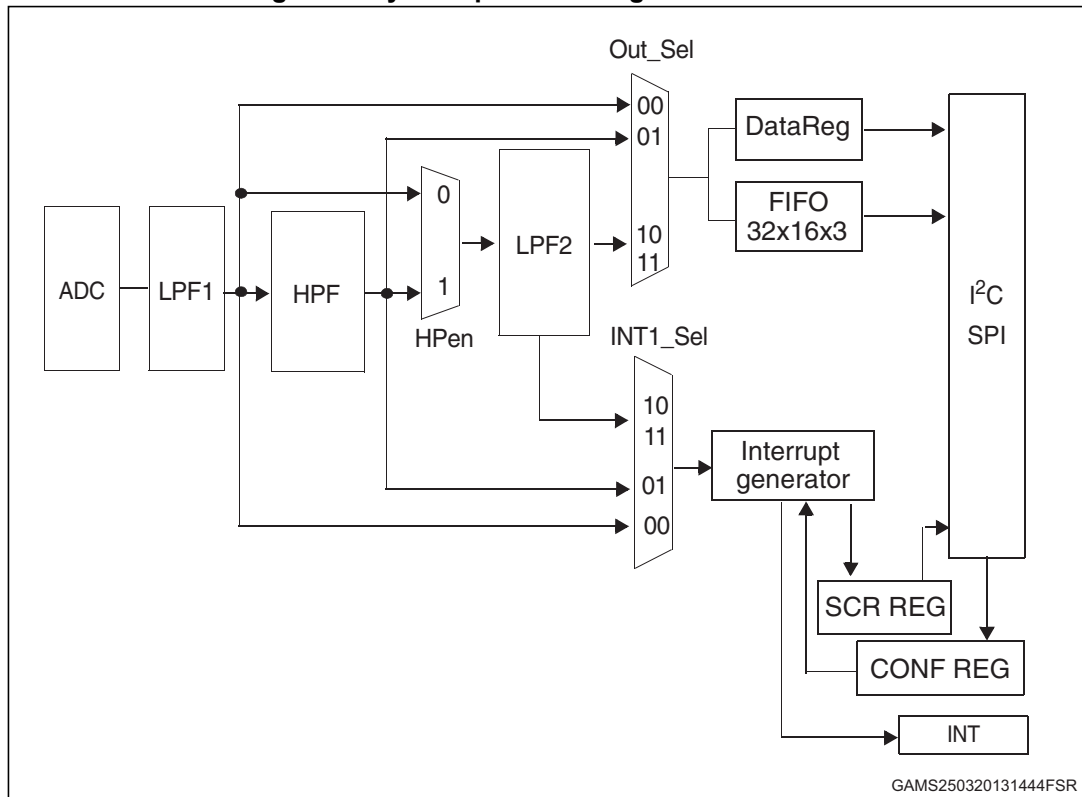 Out_Sel
00
01
10
11
DataReg
FIFO
32x16x3
I2C
SPI
ADC
LPF1
HPF
0
1
HPen
LPF2
INT1_Sel
10
11
01
00
Interrupt
generator
SCR REG
CONF REG
INT
GAMS250320131444FSR